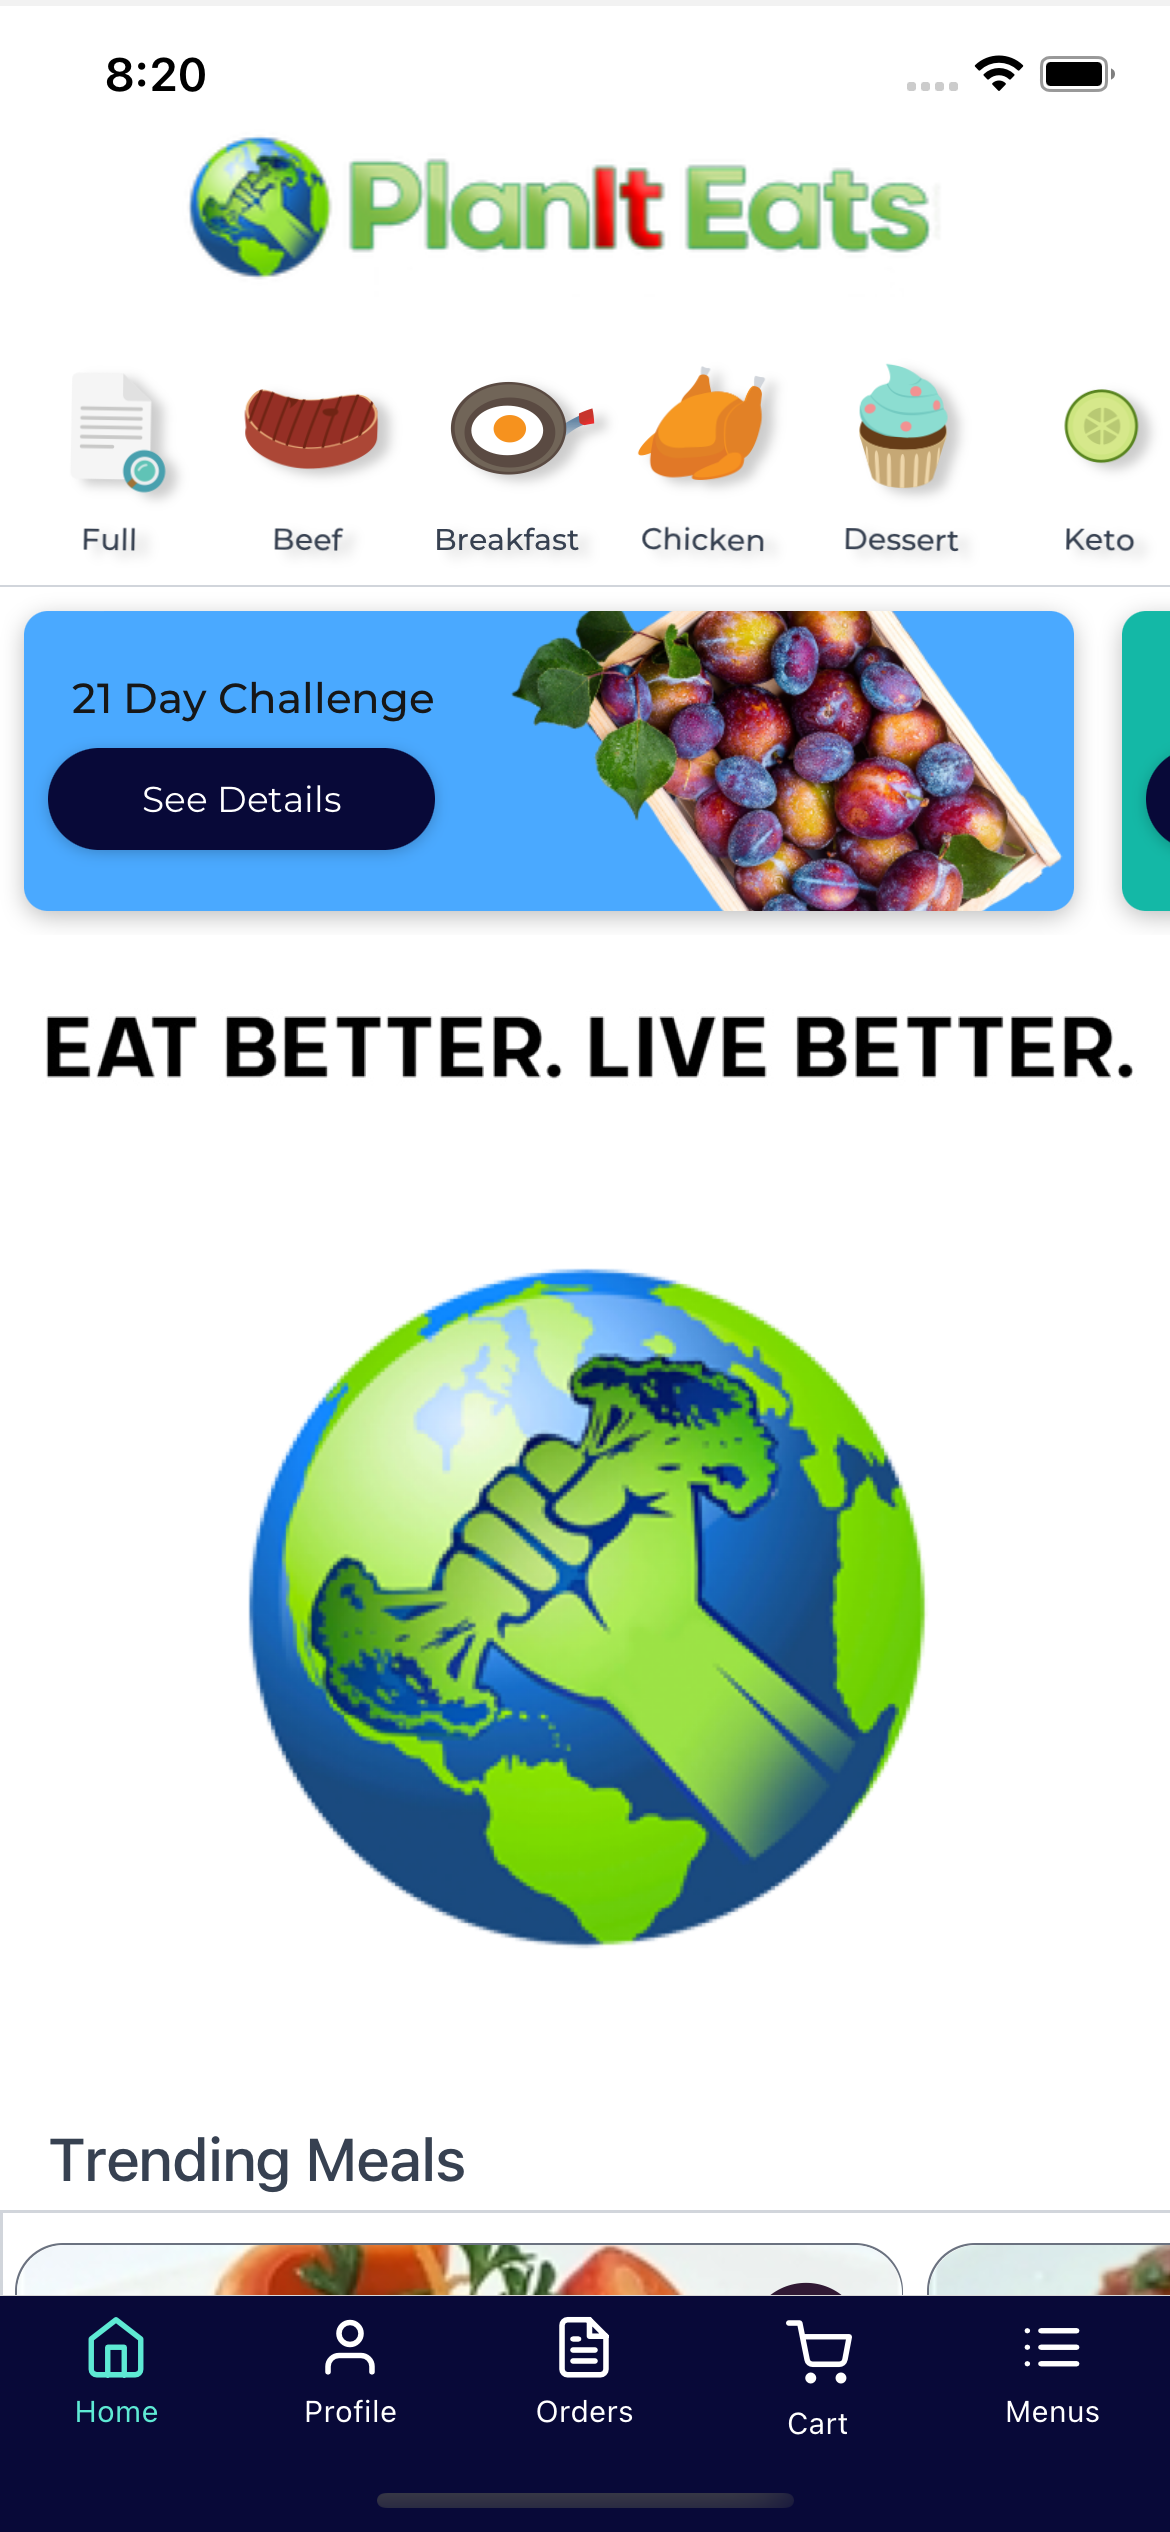 8:20
PlanIt Eats
Full
Beef
Breakfast
Chicken
Dessert
Keto
21 Day Challenge
See Details
EAT BETTER. LIVE BETTER.
Trending Meals
Home
Profile
Orders
Cart
Menus